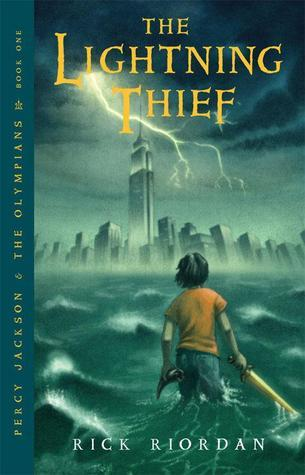 THE
LIGHTNING
THIEF
PERCY JACKSON & THE OLYMPIANS BOOK ONE
RICK RIORDAN